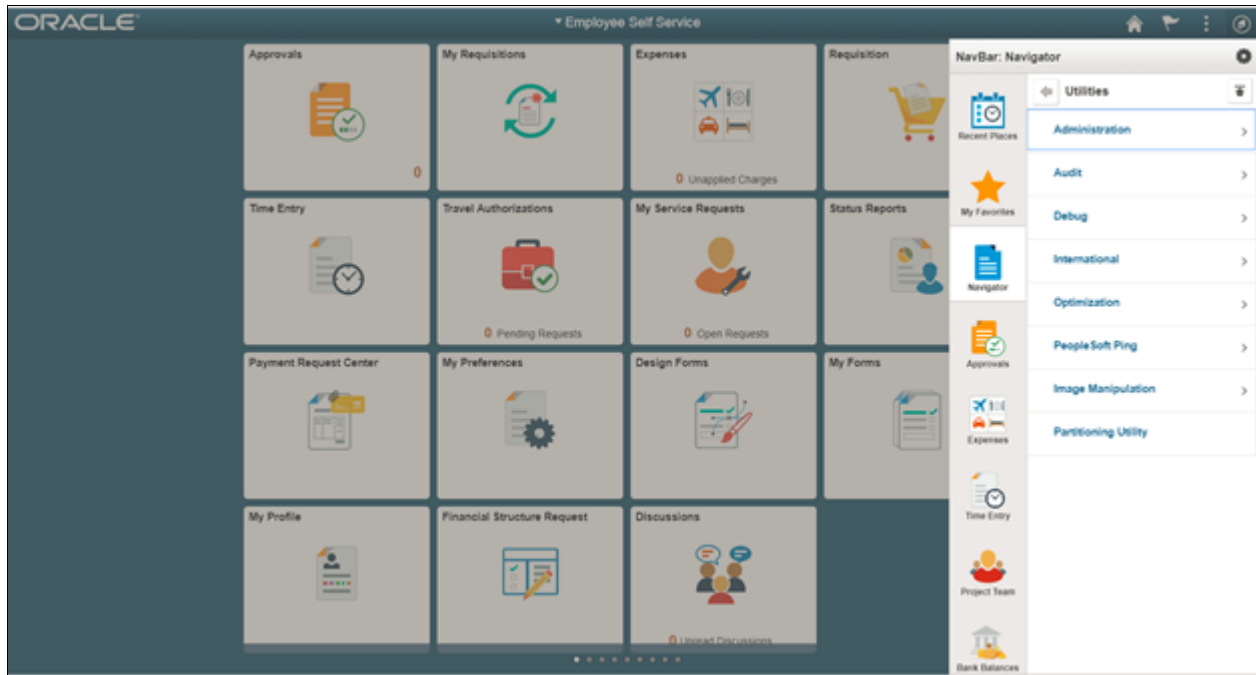 ORACLE
Employee Self Service
Approvals
0
My Requisitions
Expenses
0 Unapplied Charges
Requisition
Time Entry
Travel Authorizations
0 Pending Requests
My Service Requests
0 Open Requests
Status Reports
Payment Request Center
My Preferences
Design Forms
My Forms
My Profile
Financial Structure Request
Discussions
0 Unread Discussions
NavBar: Navigator
Recent Places
My Favorites
Navigator
Approvals
Expenses
Time Entry
Project Team
Bank Balances
Utilities
Administration
Audit
Debug
International
Optimization
PeopleSoft Ping
Image Manipulation
Partitioning Utility